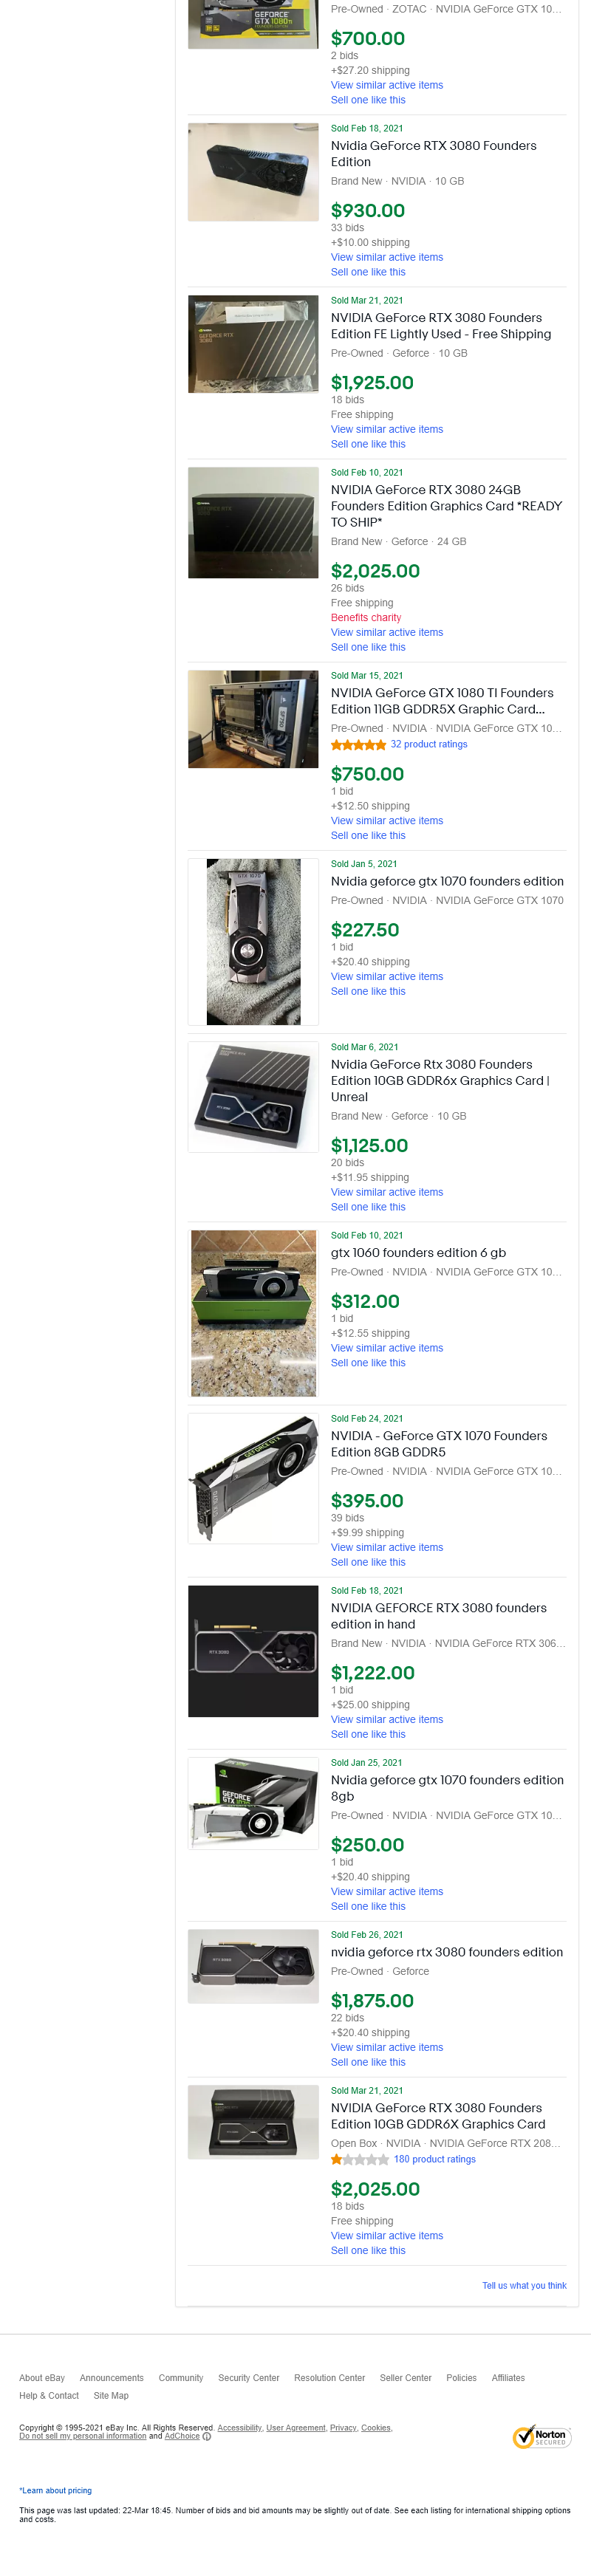 GEFORCE
GTX 1080 Ti
Pre-Owned · ZOTAC · NVIDIA GeForce GTX 10...
$700.00
2 bids
+$27.20 shipping
View similar active items
Sell one like this
Sold Feb 18, 2021
Nvidia GeForce RTX 3080 Founders
Edition
Brand New · NVIDIA · 10 GB
$930.00
33 bids
+$10.00 shipping
View similar active items
Sell one like this
Sold Mar 21, 2021
NVIDIA GeForce RTX 3080 Founders
Edition FE Lightly Used - Free Shipping
Pre-Owned · Geforce · 10 GB
$1,925.00
18 bids
Free shipping
View similar active items
Sell one like this
Sold Feb 10, 2021
NVIDIA GeForce RTX 3080 24GB
Founders Edition Graphics Card *READY
TO SHIP*
Brand New · Geforce · 24 GB
$2,025.00
26 bids
Free shipping
Benefits charity
View similar active items
Sell one like this
Sold Mar 15, 2021
NVIDIA GeForce GTX 1080 TI Founders
Edition 11GB GDDR5X Graphic Card...
Pre-Owned · NVIDIA · NVIDIA GeForce GTX 10...
32 product ratings
$750.00
1 bid
+$12.50 shipping
View similar active items
Sell one like this
Sold Jan 5, 2021
Nvidia geforce gtx 1070 founders edition
Pre-Owned · NVIDIA · NVIDIA GeForce GTX 1070
$227.50
1 bid
+$20.40 shipping
View similar active items
Sell one like this
Sold Mar 6, 2021
Nvidia GeForce Rtx 3080 Founders
Edition 10GB GDDR6x Graphics Card |
Unreal
Brand New · Geforce · 10 GB
$1,125.00
20 bids
+$11.95 shipping
View similar active items
Sell one like this
Sold Feb 10, 2021
gtx 1060 founders edition 6 gb
Pre-Owned · NVIDIA · NVIDIA GeForce GTX 10...
$312.00
1 bid
+$12.55 shipping
View similar active items
Sell one like this
Sold Feb 24, 2021
NVIDIA - GeForce GTX 1070 Founders
Edition 8GB GDDR5
Pre-Owned · NVIDIA · NVIDIA GeForce GTX 10...
$395.00
39 bids
+$9.99 shipping
View similar active items
Sell one like this
Sold Feb 18, 2021
NVIDIA GEFORCE RTX 3080 founders
edition in hand
Brand New · NVIDIA · NVIDIA GeForce RTX 306...
$1,222.00
1 bid
+$25.00 shipping
View similar active items
Sell one like this
Sold Jan 25, 2021
Nvidia geforce gtx 1070 founders edition
8gb
Pre-Owned · NVIDIA · NVIDIA GeForce GTX 10...
$250.00
1 bid
+$20.40 shipping
View similar active items
Sell one like this
Sold Feb 26, 2021
nvidia geforce rtx 3080 founders edition
Pre-Owned · Geforce
$1,875.00
22 bids
+$20.40 shipping
View similar active items
Sell one like this
Sold Mar 21, 2021
NVIDIA GeForce RTX 3080 Founders
Edition 10GB GDDR6X Graphics Card
Open Box · NVIDIA · NVIDIA GeForce RTX 208...
180 product ratings
$2,025.00
18 bids
Free shipping
View similar active items
Sell one like this
Tell us what you think
About eBay Announcements Community Security Center Resolution Center Seller Center Policies Affiliates
Help & Contact Site Map
Copyright © 1995-2021 eBay Inc. All Rights Reserved. Accessibility, User Agreement, Privacy, Cookies,
Do not sell my personal information and AdChoice
Norton
SECURED
*Learn about pricing
This page was last updated: 22-Mar 18:45. Number of bids and bid amounts may be slightly out of date. See each listing for international shipping options
and costs.